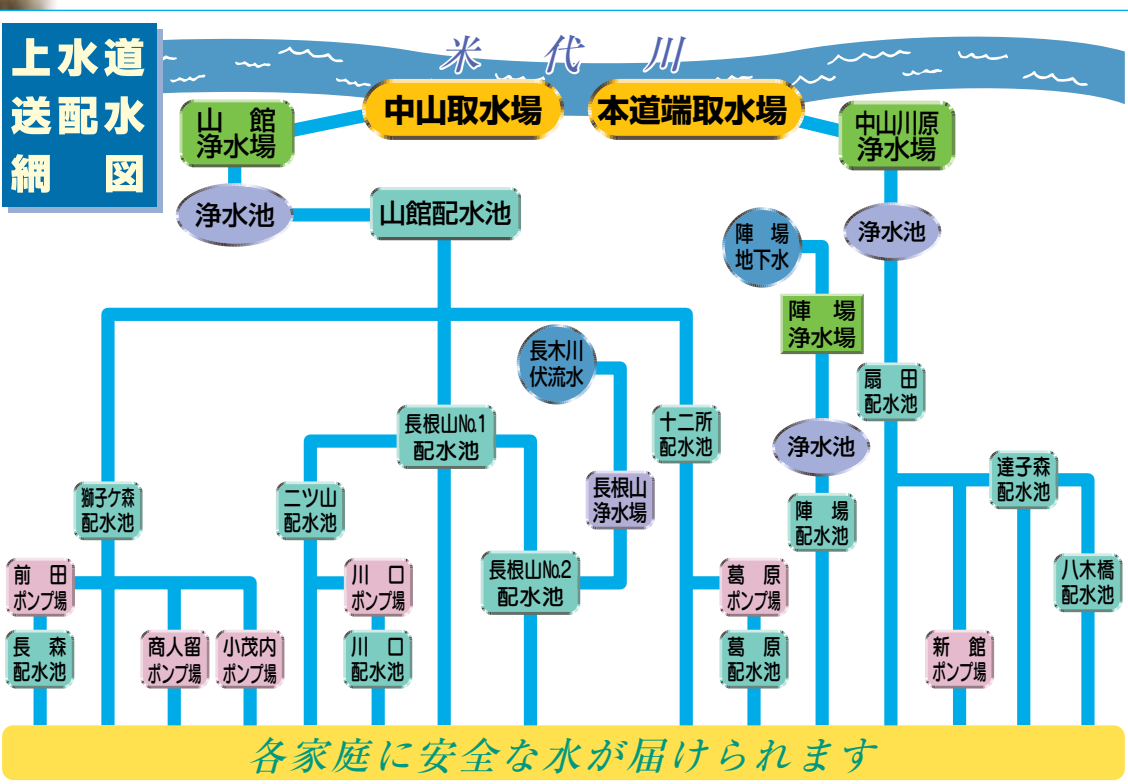 上水道
送配水
網 図
米 代 川
中山取水場
本道端取水場
山 館
浄水場
中山川原
浄水場
浄水池
山館配水池
陣 場
地下水
浄水池
陣 場
浄水場
長木川
伏流水
扇 田
配水池
長根山No.1
配水池
十二所
配水池
浄水池
達子森
配水池
獅子ケ森
配水池
二ツ山
配水池
長根山
浄水場
陣 場
配水池
前 田
ポンプ場
川 口
ポンプ場
長根山No.2
配水池
葛 原
ポンプ場
八木橋
配水池
長 森
配水池
商人留
ポンプ場
小茂内
ポンプ場
川 口
配水池
葛 原
配水池
新 館
ポンプ場
各家庭に安全な水が届けられます